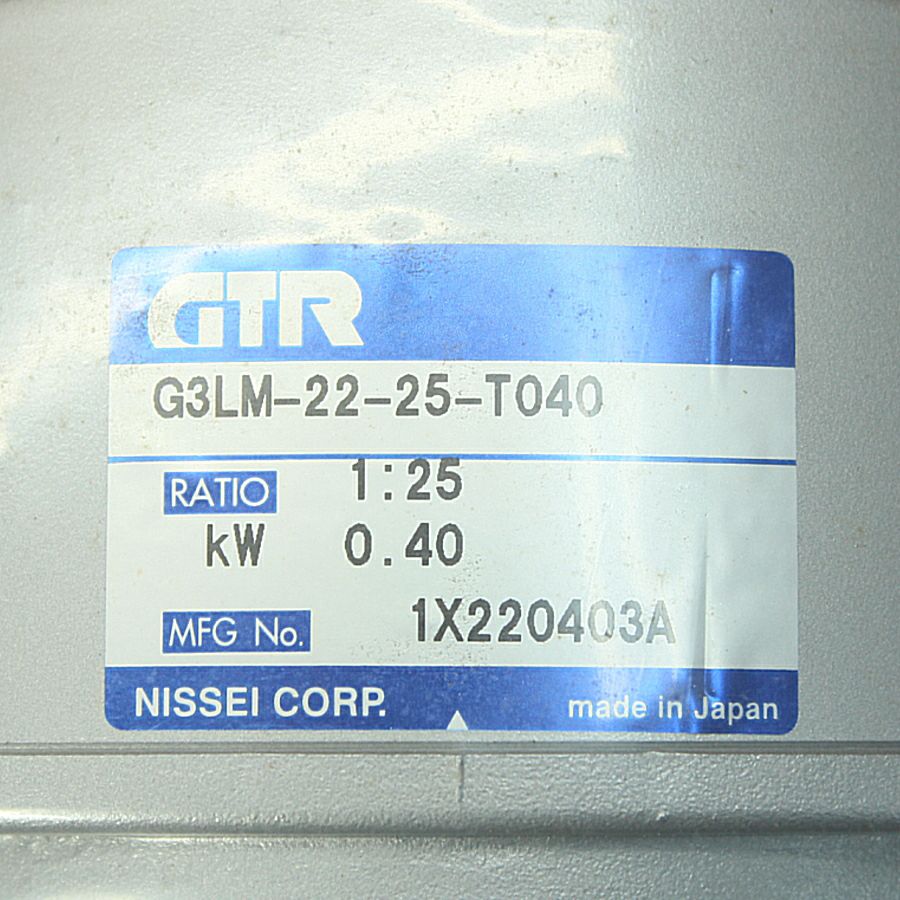 GTR
G3LM-22-25-T040
RATIO 1:25
kW 0.40
MFG No. 1X220403A
NISSEI CORP. made in Japan